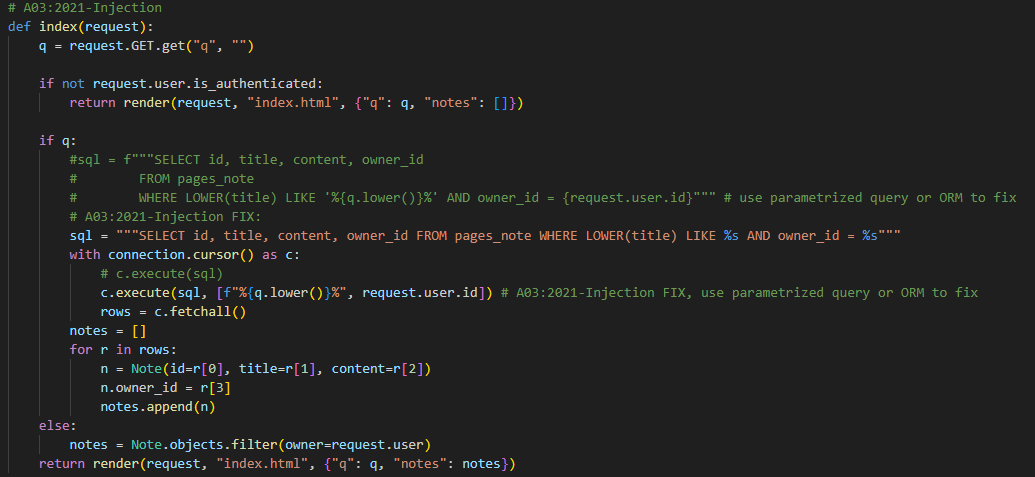 # A03:2021-Injection
def index(request):
    q = request.GET.get("q", "")

    if not request.user.is_authenticated:
        return render(request, "index.html", {"q": q, "notes": []})

    if q:
        #sql = f"""SELECT id, title, content, owner_id
        #        FROM pages_note
        #        WHERE LOWER(title) LIKE '%{q.lower()}%' AND owner_id = {request.user.id}""" # use parametrized query or ORM to fix
        # A03:2021-Injection FIX:
        sql = """SELECT id, title, content, owner_id FROM pages_note WHERE LOWER(title) LIKE %s AND owner_id = %s"""
        with connection.cursor() as c:
            # c.execute(sql)
            c.execute(sql, [f"%{q.lower()}%", request.user.id]) # A03:2021-Injection FIX, use parametrized query or ORM to fix
            rows = c.fetchall()
        notes = []
        for r in rows:
            n = Note(id=r[0], title=r[1], content=r[2])
            n.owner_id = r[3]
            notes.append(n)
    else:
        notes = Note.objects.filter(owner=request.user)
    return render(request, "index.html", {"q": q, "notes": notes})